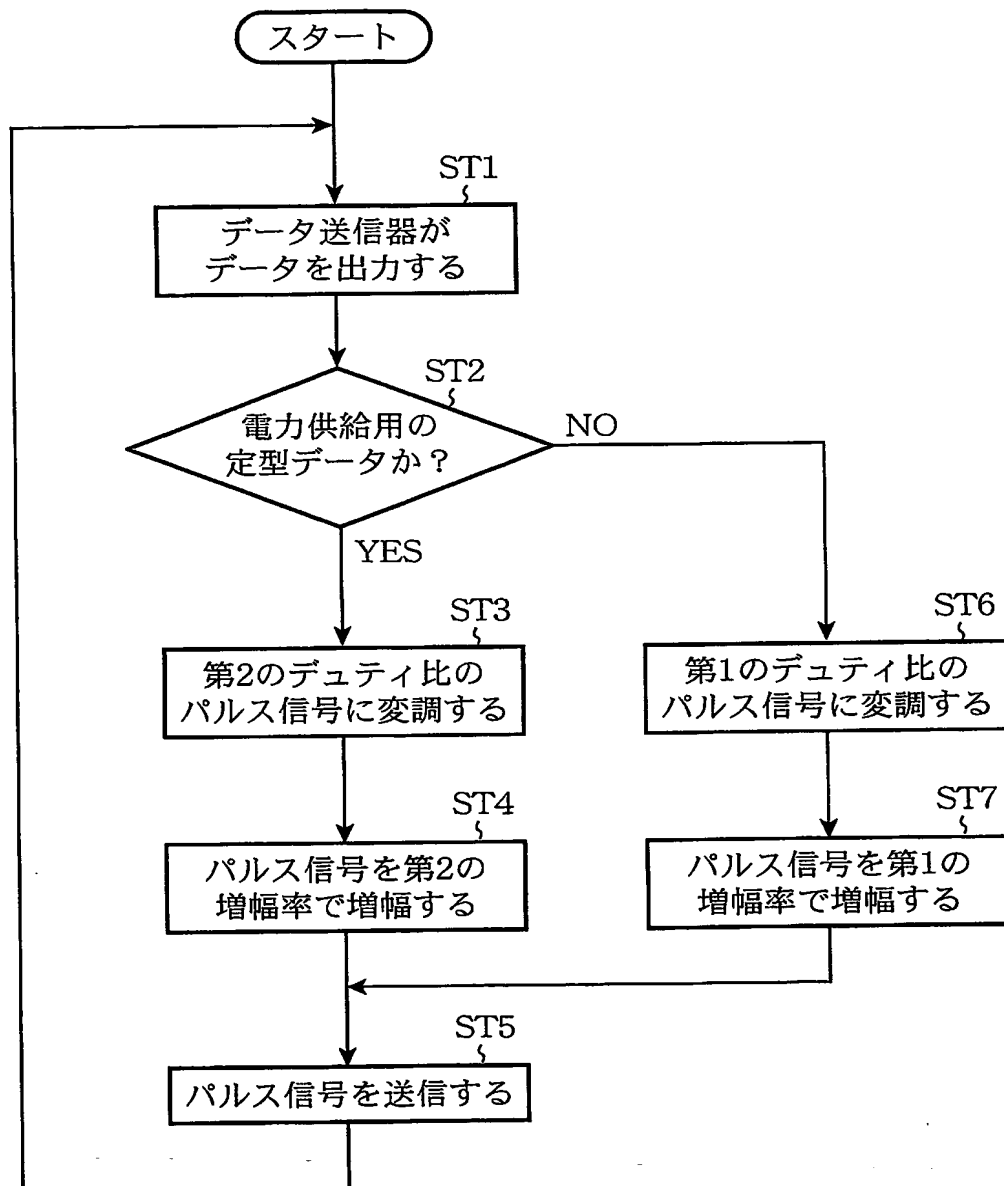 スタート
ST1
データ送信器が
データを出力する
ST2
電力供給用の
定型データか？
NO
YES
ST3
第2のデュティ比の
パルス信号に変調する
ST4
パルス信号を第2の
増幅率で増幅する
ST6
第1のデュティ比の
パルス信号に変調する
ST7
パルス信号を第1の
増幅率で増幅する
ST5
パルス信号を送信する